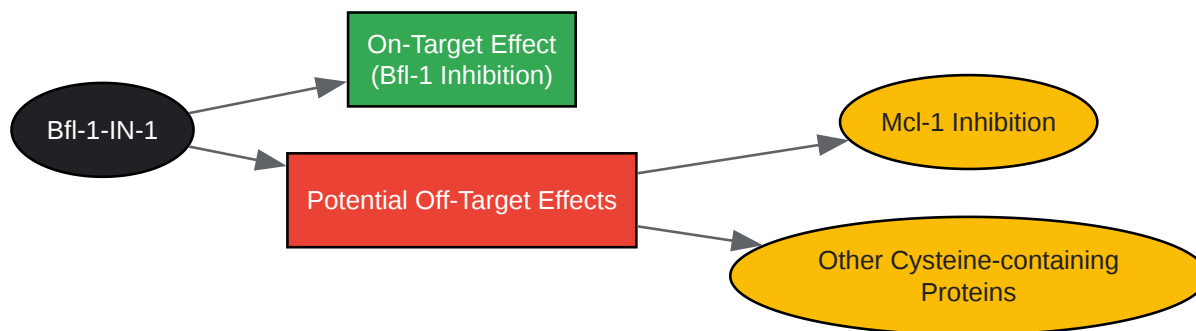 Bfl-1-IN-1
On-Target Effect
(Bfl-1 Inhibition)
Potential Off-Target Effects
Mcl-1 Inhibition
Other Cysteine-containing
Proteins